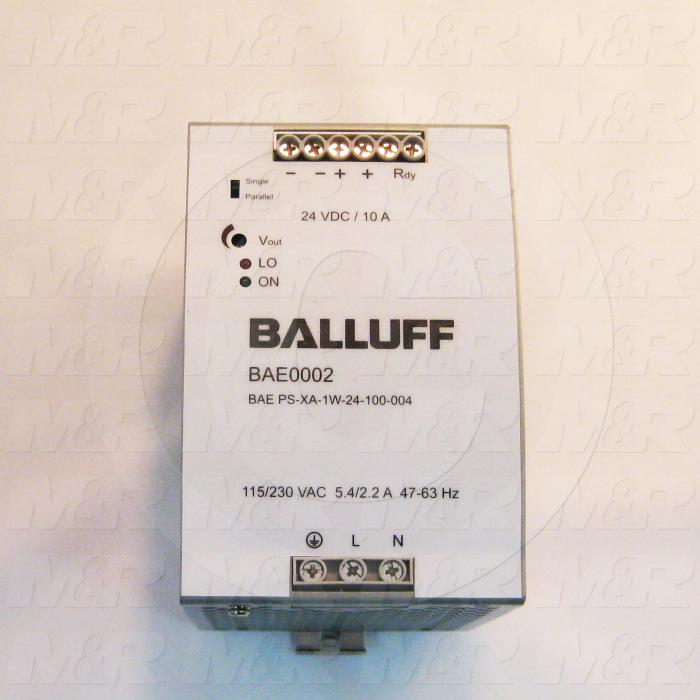 − − + + Rdy
Single
Parallel
24 VDC / 10 A
Vout
LO
ON
BALLUFF
BAE0002
BAE PS-XA-1W-24-100-004
115/230 VAC 5.4/2.2 A 47-63 Hz
L N
M&R